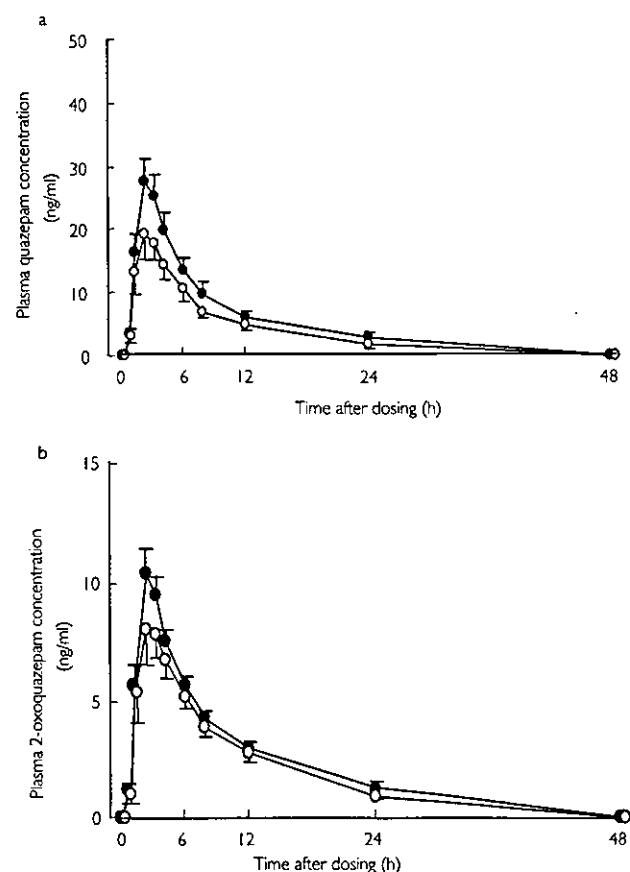 a
Plasma quazepam concentration
(ng/ml)
50
40
30
20
10
0
0 6 12 24 48
Time after dosing (h)
b
Plasma 2-oxoquazepam concentration
(ng/ml)
15
10
5
0
0 6 12 24 48
Time after dosing (h)